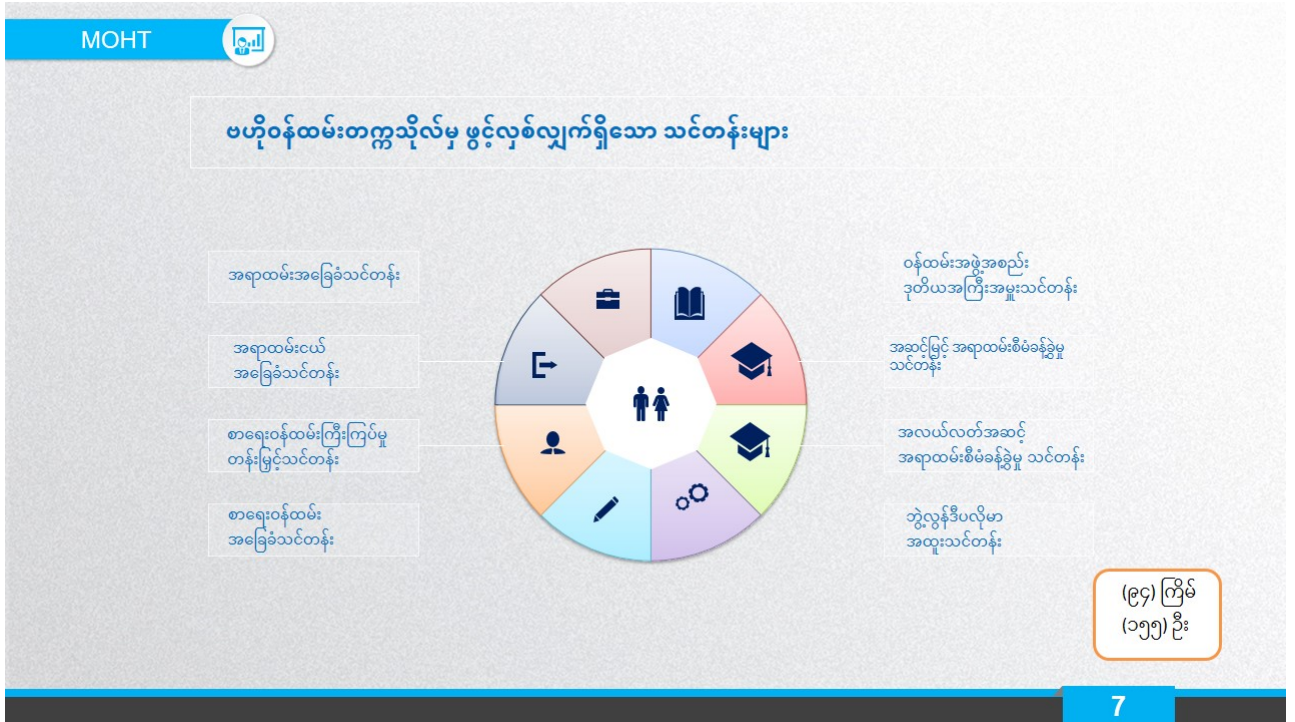 MOHT
ဗဟိုဝန်ထမ်းတက္ကသိုလ်မှ ဖွင့်လှစ်လျှက်ရှိသော သင်တန်းများ
အရာထမ်းအခြေခံသင်တန်း
အရာထမ်းငယ်
အခြေခံသင်တန်း
စာရေးဝန်ထမ်းကြီးကြပ်မှု
တန်းမြှင့်သင်တန်း
စာရေးဝန်ထမ်း
အခြေခံသင်တန်း
ဝန်ထမ်းအဖွဲ့အစည်း
ဒုတိယအကြီးအမှူးသင်တန်း
အဆင့်မြင့် အရာထမ်းစီမံခန့်ခွဲမှု
သင်တန်း
အလယ်လတ်အဆင့်
အရာထမ်းစီမံခန့်ခွဲမှု သင်တန်း
ဘွဲ့လွန်ဒီပလိုမာ
အထူးသင်တန်း
(၉၄) ကြိမ်
(၁၅၅) ဦး
7